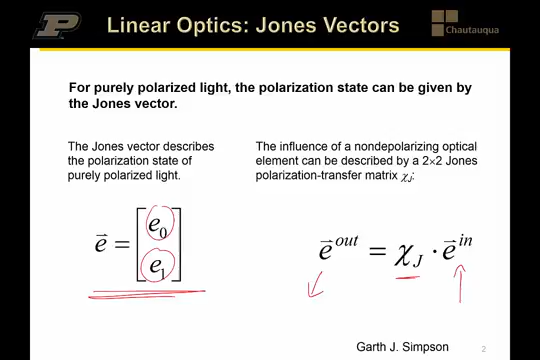 Linear Optics: Jones Vectors
Chautauqua
For purely polarized light, the polarization state can be given by
the Jones vector.
The Jones vector describes
the polarization state of
purely polarized light.
The influence of a nondepolarizing optical
element can be described by a 2×2 Jones
polarization-transfer matrix χJ:
e⃗ = [e0
e1]
e⃗ out = χJ · e⃗ in
Garth J. Simpson
2